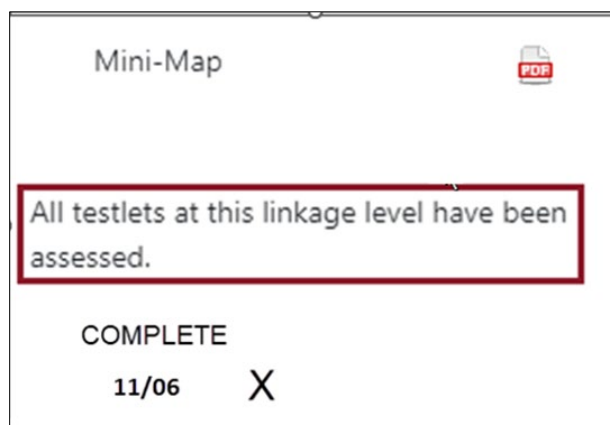 Mini-Map
PDF
All testlets at this linkage level have been
assessed.
COMPLETE
11/06 X